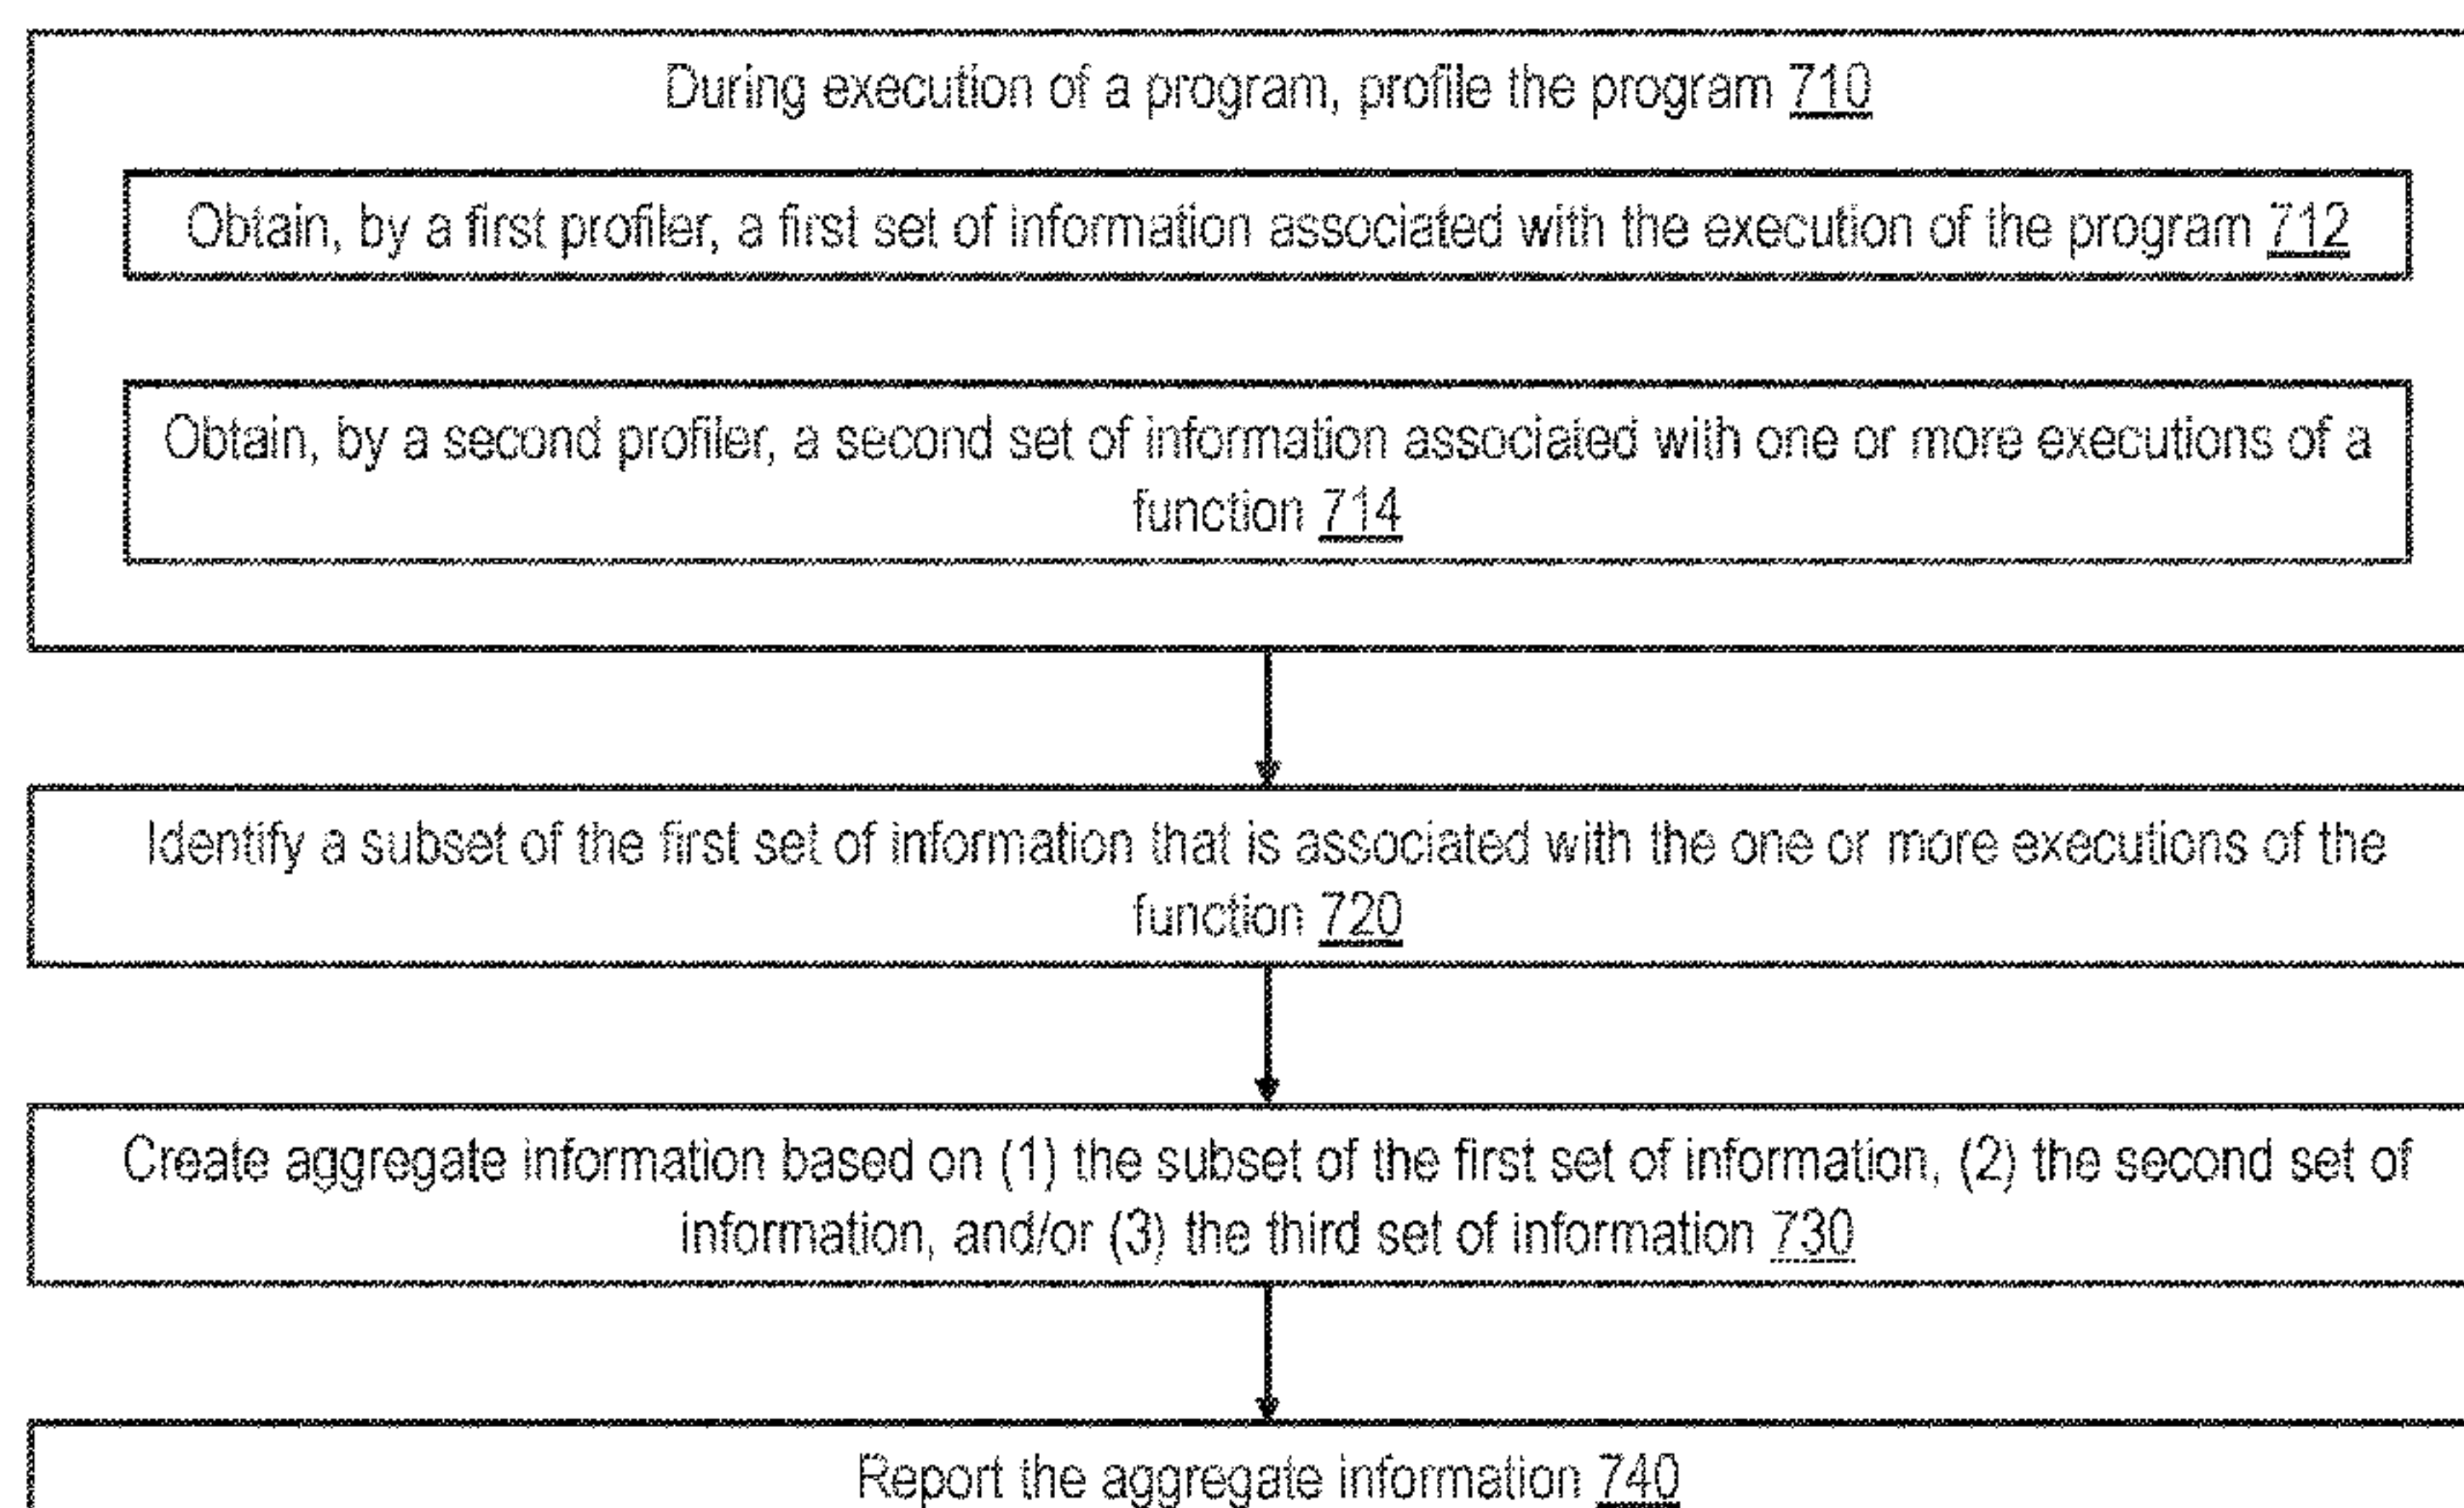 During execution of a program, profile the program 710
Obtain, by a first profiler, a first set of information associated with the execution of the program 712
Obtain, by a second profiler, a second set of information associated with one or more executions of a
function 714
Identify a subset of the first set of information that is associated with the one or more executions of the
function 720
Create aggregate information based on (1) the subset of the first set of information, (2) the second set of
information, and/or (3) the third set of information 730
Report the aggregate information 740